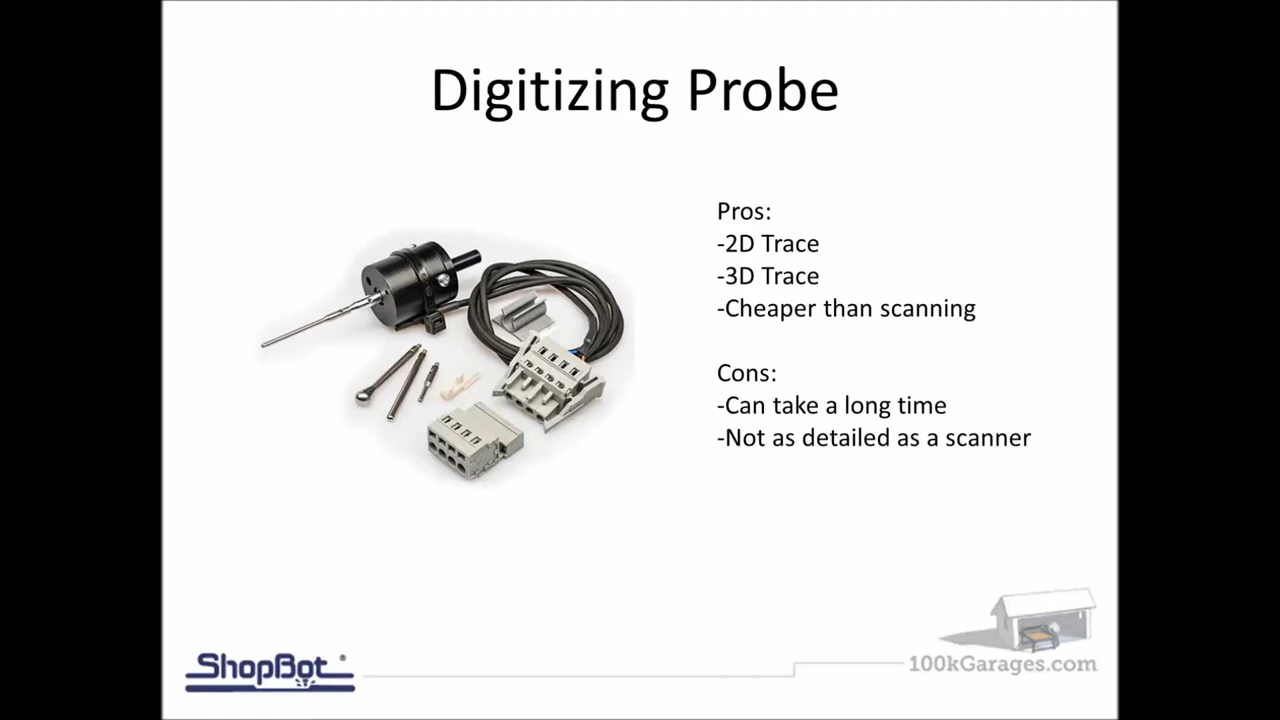 Digitizing Probe
Pros:
-2D Trace
-3D Trace
-Cheaper than scanning
Cons:
-Can take a long time
-Not as detailed as a scanner
ShopBot®
100kGarages.com